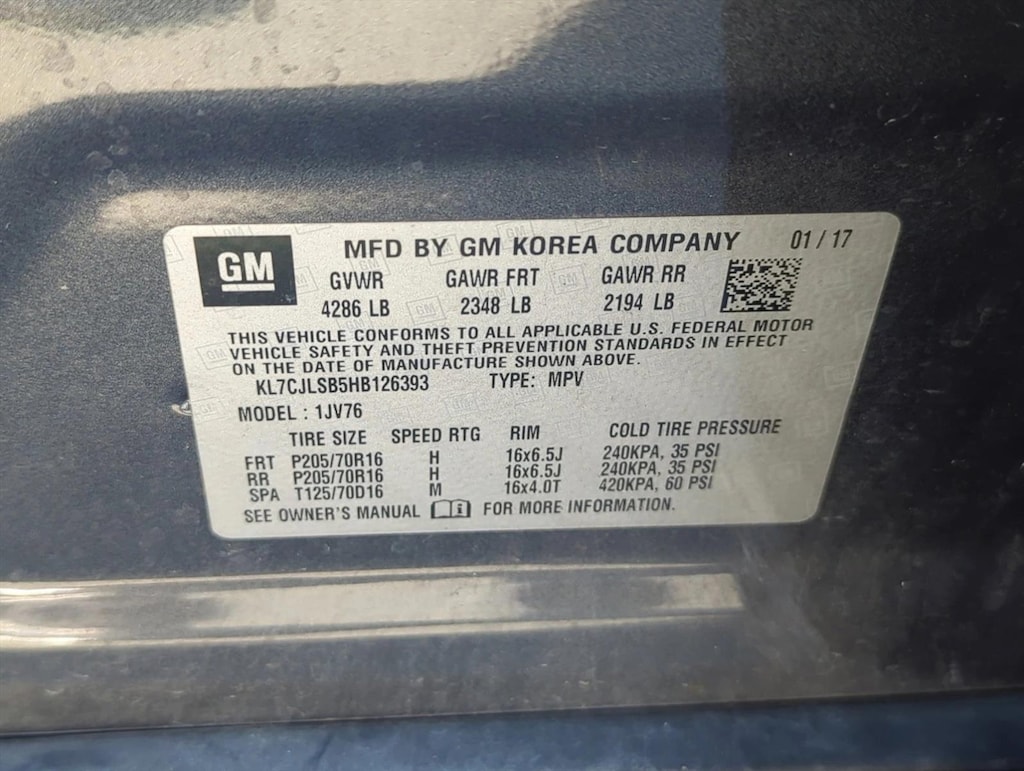 GM MFD BY GM KOREA COMPANY 01 / 17
GVWR GAWR FRT GAWR RR
4286 LB 2348 LB 2194 LB
THIS VEHICLE CONFORMS TO ALL APPLICABLE U.S. FEDERAL MOTOR
VEHICLE SAFETY AND THEFT PREVENTION STANDARDS IN EFFECT
ON THE DATE OF MANUFACTURE SHOWN ABOVE.
KL7CJLSB5HB126393 TYPE: MPV
MODEL : 1JV76
TIRE SIZE SPEED RTG RIM COLD TIRE PRESSURE
FRT P205/70R16 H 16x6.5J 240KPA, 35 PSI
RR P205/70R16 H 16x6.5J 240KPA, 35 PSI
SPA T125/70D16 M 16x4.0T 420KPA, 60 PSI
SEE OWNER'S MANUAL FOR MORE INFORMATION.